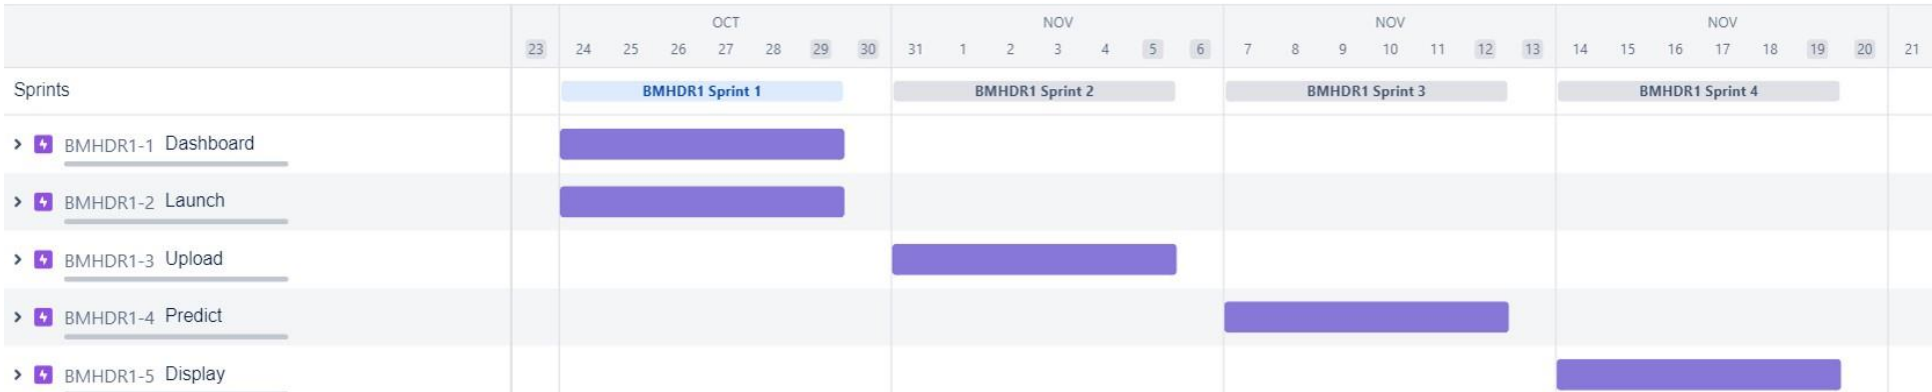 OCT NOV NOV NOV
23 24 25 26 27 28 29 30 31 1 2 3 4 5 6 7 8 9 10 11 12 13 14 15 16 17 18 19 20 21
Sprints BMHDR1 Sprint 1 BMHDR1 Sprint 2 BMHDR1 Sprint 3 BMHDR1 Sprint 4
BMHDR1-1 Dashboard
BMHDR1-2 Launch
BMHDR1-3 Upload
BMHDR1-4 Predict
BMHDR1-5 Display